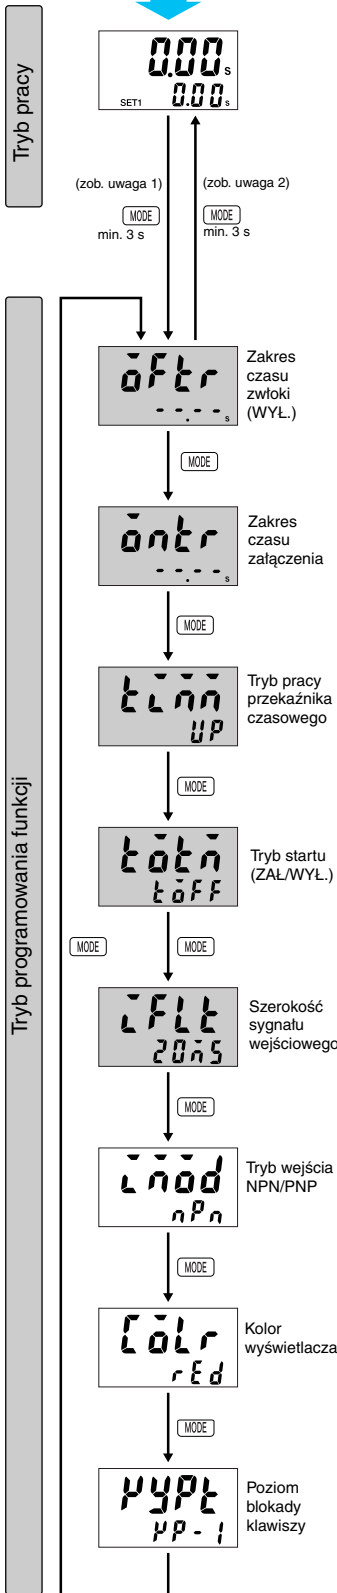 Tryb pracy
0.00 s
SET1 0.00 s
(zob. uwaga 1)
(zob. uwaga 2)
MODE
min. 3 s
MODE
min. 3 s
Tryb programowania funkcji
oftr
--.-- s
Zakres
czasu
zwłoki
(WYŁ.)
MODE
ontr
--.-- s
Zakres
czasu
załączenia
MODE
timm
UP
Tryb pracy
przekaźnika
czasowego
MODE
totm
toff
Tryb startu
(ZAŁ/WYŁ.)
MODE
MODE
iflt
20ms
Szerokość
sygnału
wejściowego
MODE
imod
npn
Tryb wejścia
NPN/PNP
MODE
Colr
red
Kolor
wyświetlacza
MODE
kypt
kp-1
Poziom
blokady
klawiszy